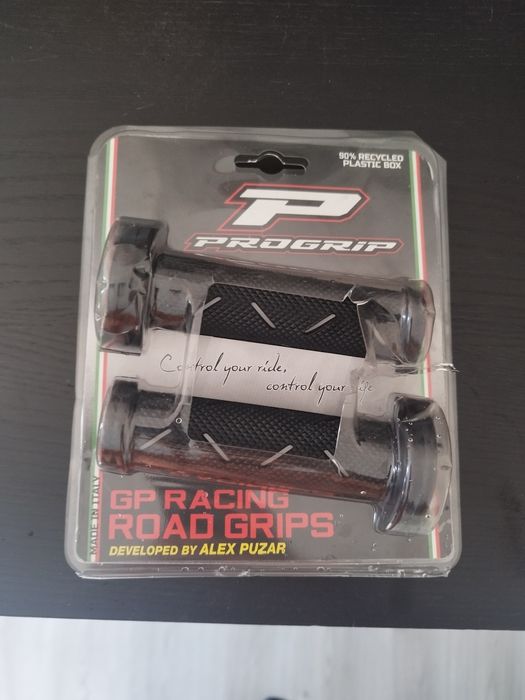 90% RECYCLED
PLASTIC BOX
P
PROGRIP
Control your ride,
control your life
MADE IN ITALY
GP RACING
ROAD GRIPS
DEVELOPED BY ALEX PUZAR